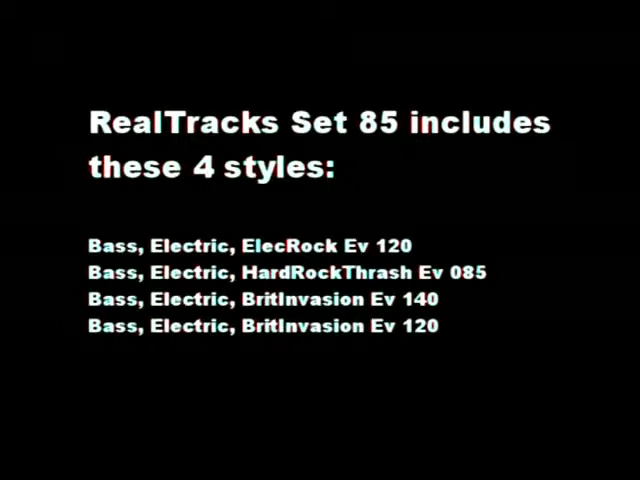 RealTracks Set 85 includes
these 4 styles:
Bass, Electric, ElecRock Ev 120
Bass, Electric, HardRockThrash Ev 085
Bass, Electric, BritInvasion Ev 140
Bass, Electric, BritInvasion Ev 120